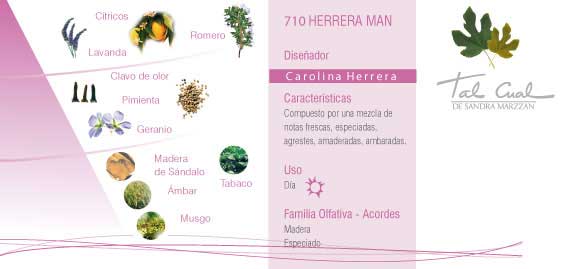 Cítricos
Romero
Lavanda
Clavo de olor
Pimienta
Geranio
Madera
de Sándalo
Tabaco
Ámbar
Musgo
710 HERRERA MAN
Diseñador
Carolina Herrera
Características
Compuesto por una mezcla de
notas frescas, especiadas,
agrestes, amaderadas, ambaradas.
Uso
Día
Familia Olfativa - Acordes
Madera
Especiado
Tal Cual
DE SANDRA MARZZAN